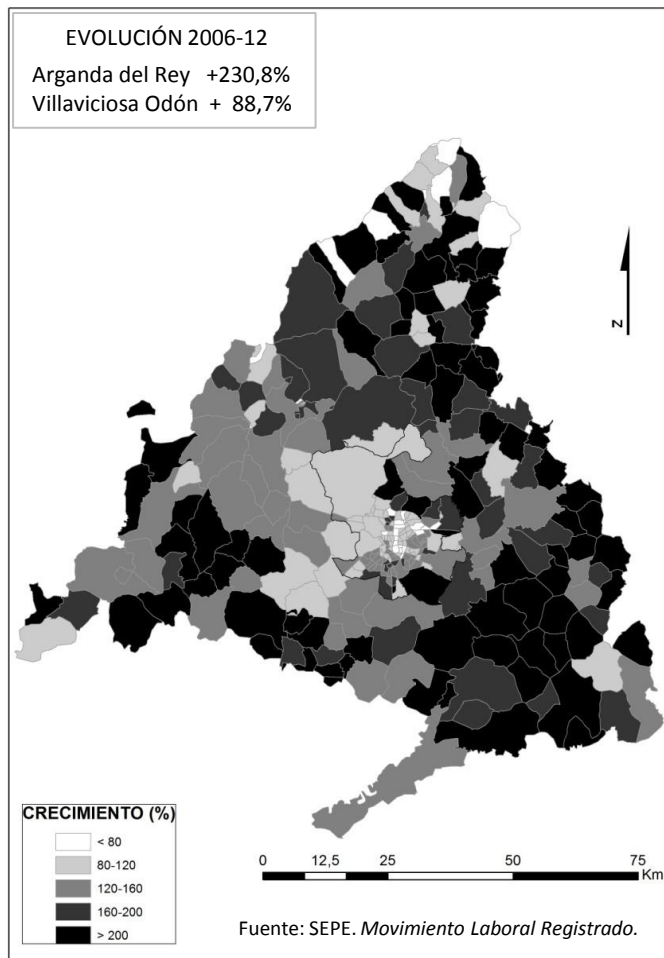 EVOLUCIÓN 2006-12
Arganda del Rey +230,8%
Villaviciosa Odón + 88,7%
N
CRECIMIENTO (%)
< 80
80-120
120-160
160-200
> 200
0 12,5 25 50 75
Km
Fuente: SEPE. Movimiento Laboral Registrado.